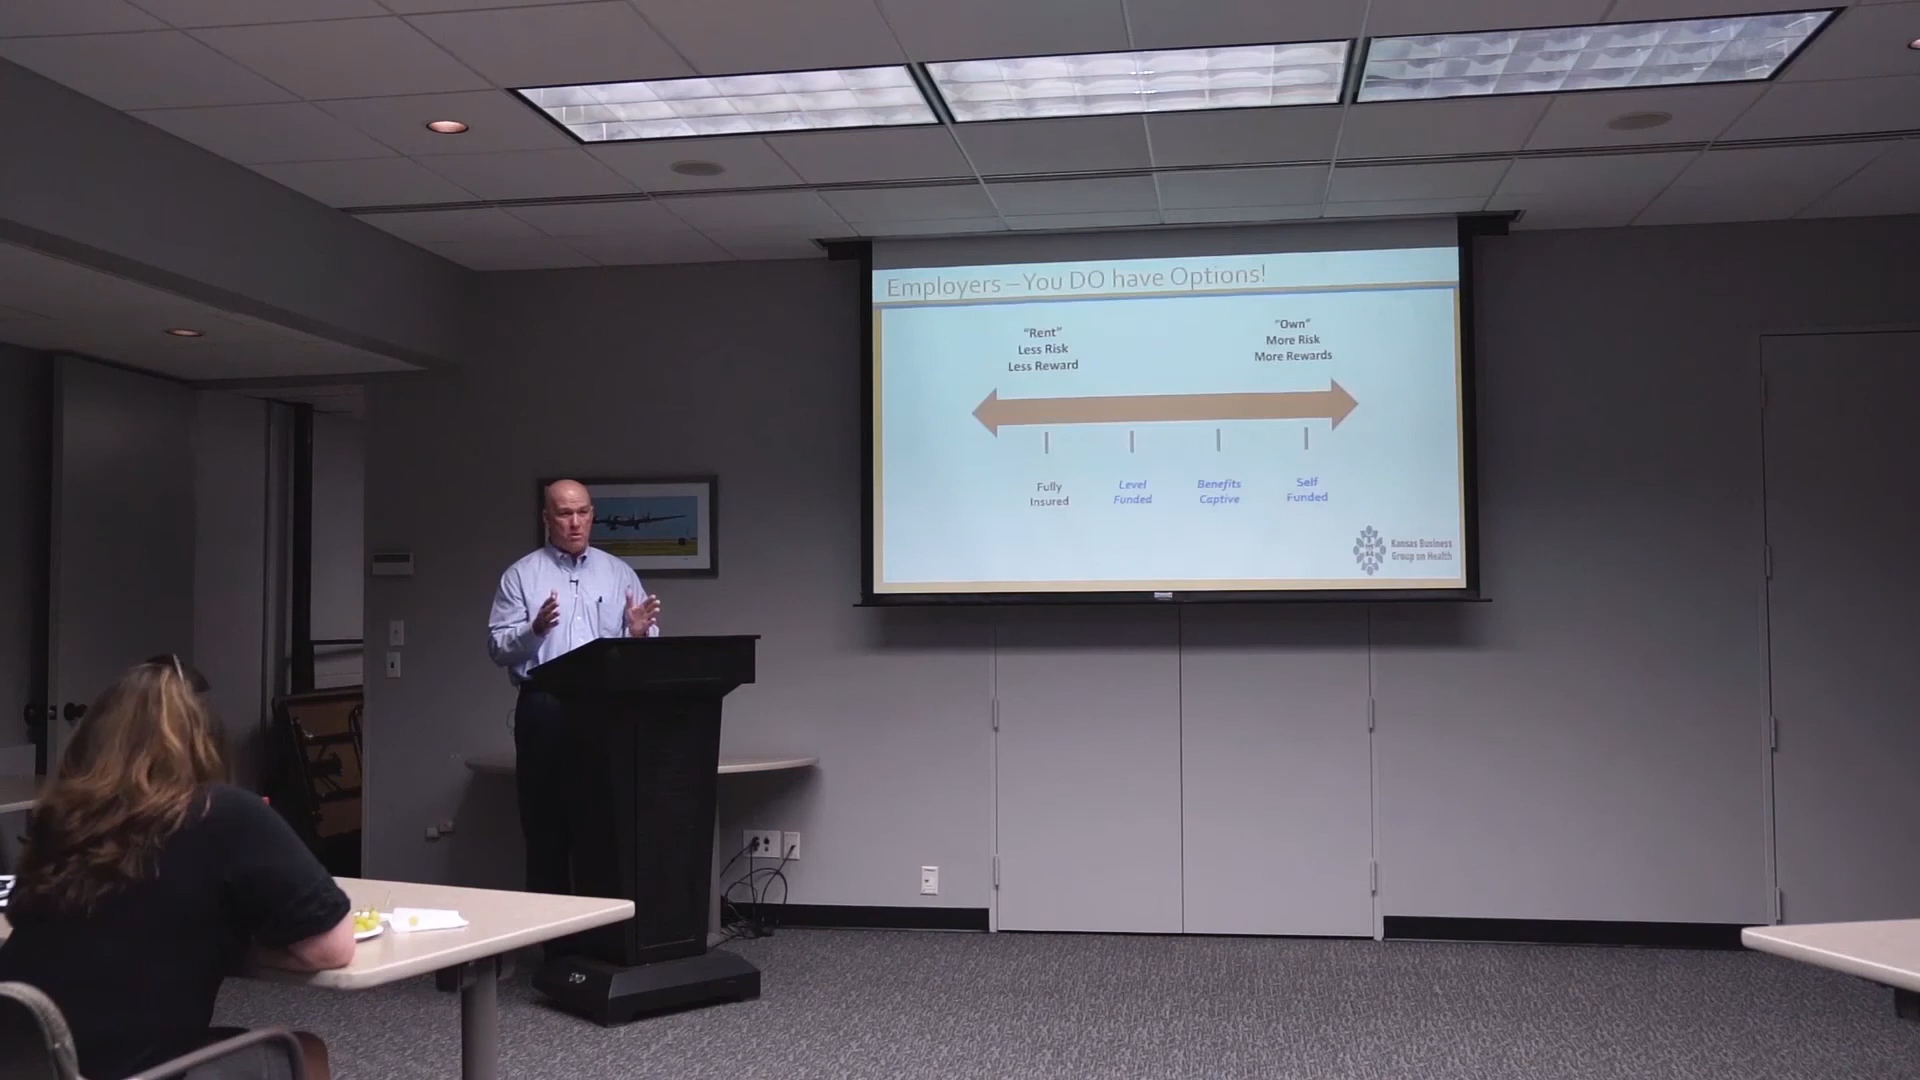 Employers – You DO have Options!
"Rent"
Less Risk
Less Reward
"Own"
More Risk
More Rewards
Fully
Insured
Level
Funded
Benefits
Captive
Self
Funded
Kansas Business
Group on Health